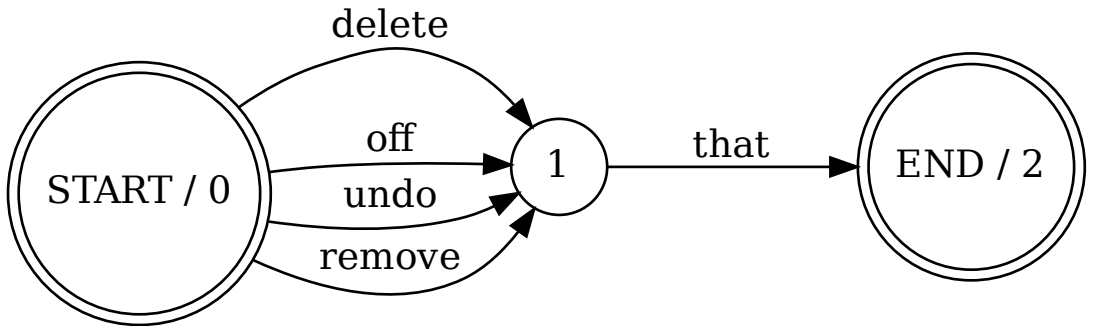 delete
off
undo
remove
START / 0
1
that
END / 2